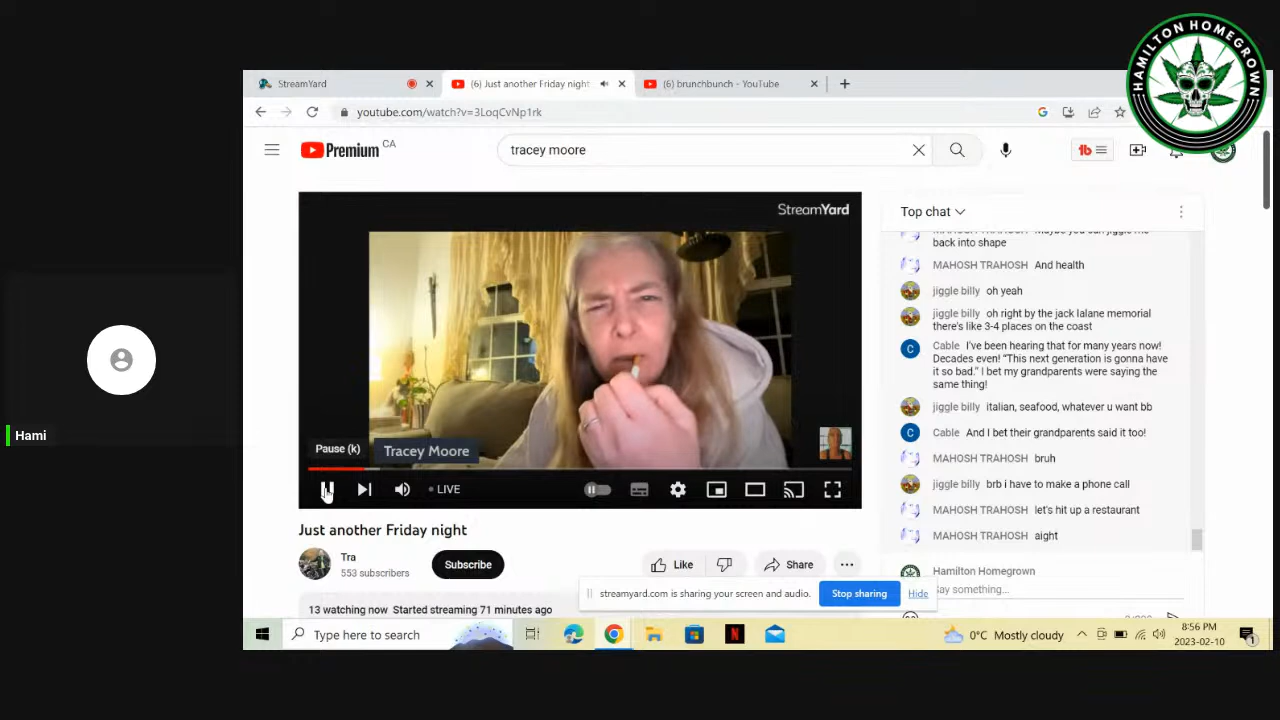 HAMILTON HOMEGROWN
StreamYard
(6) Just another Friday night
(6) brunchbunch - YouTube
youtube.com/watch?v=3LoqCvNp1rk
Premium CA
tracey moore
1b
StreamYard
Top chat
back into shape
MAHOSH TRAHOSH And health
jiggle billy oh yeah
jiggle billy oh right by the jack lalane memorial
there's like 3-4 places on the coast
Cable I've been hearing that for many years now!
Decades even! "This next generation is gonna have
it so bad." I bet my grandparents were saying the
same thing!
jiggle billy italian, seafood, whatever u want bb
Cable And I bet their grandparents said it too!
MAHOSH TRAHOSH bruh
jiggle billy brb i have to make a phone call
MAHOSH TRAHOSH let's hit up a restaurant
MAHOSH TRAHOSH aight
Hamilton Homegrown
Say something...
Hami
Pause (k)
Tracey Moore
LIVE
Just another Friday night
Tra
553 subscribers
Subscribe
Like
Share
streamyard.com is sharing your screen and audio.
Stop sharing
Hide
13 watching now Started streaming 71 minutes ago
Type here to search
N
0°C Mostly cloudy
8:56 PM
2023-02-10
1